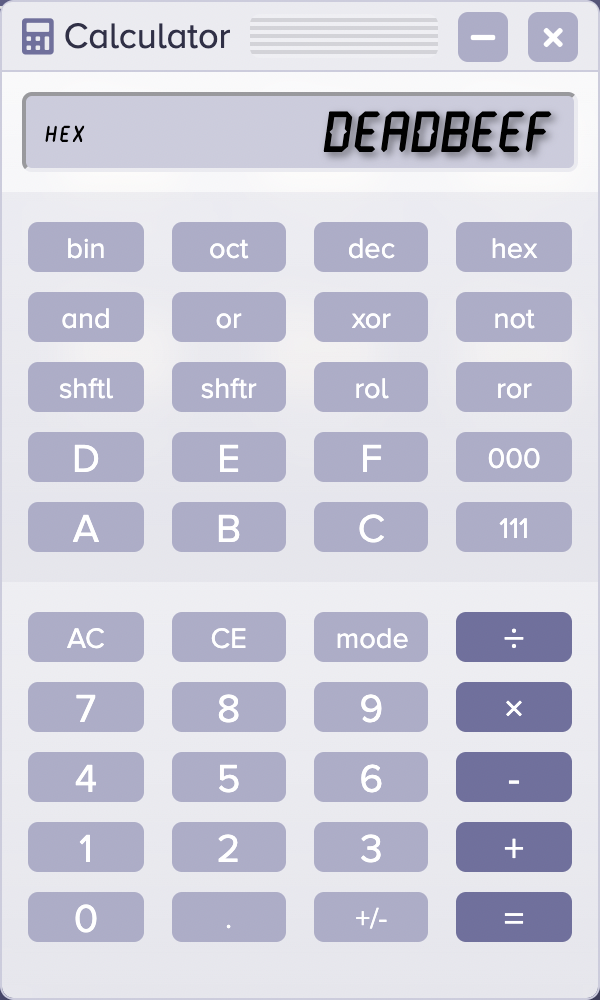 Calculator
HEX DEADBEEF
bin oct dec hex
and or xor not
shftl shftr rol ror
D E F 000
A B C 111
AC CE mode ÷
7 8 9 ×
4 5 6 -
1 2 3 +
0 . +/- =